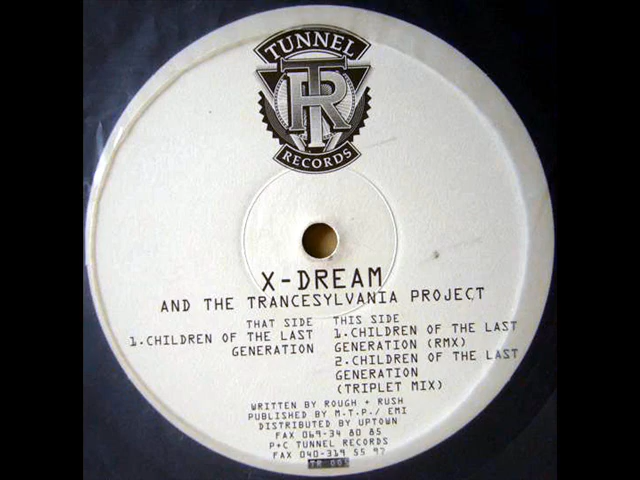 TUNNEL
TR
RECORDS
X-DREAM
AND THE TRANCESYLVANIA PROJECT
THAT SIDE
1.CHILDREN OF THE LAST
GENERATION
THIS SIDE
1.CHILDREN OF THE LAST
GENERATION (RMX)
2.CHILDREN OF THE LAST
GENERATION
(TRIPLET MIX)
WRITTEN BY ROUGH + RUSH
PUBLISHED BY M.T.P./ EMI
DISTRIBUTED BY UPTOWN
FAX 069-34 80 85
P+C TUNNEL RECORDS
FAX 040-319 55 97